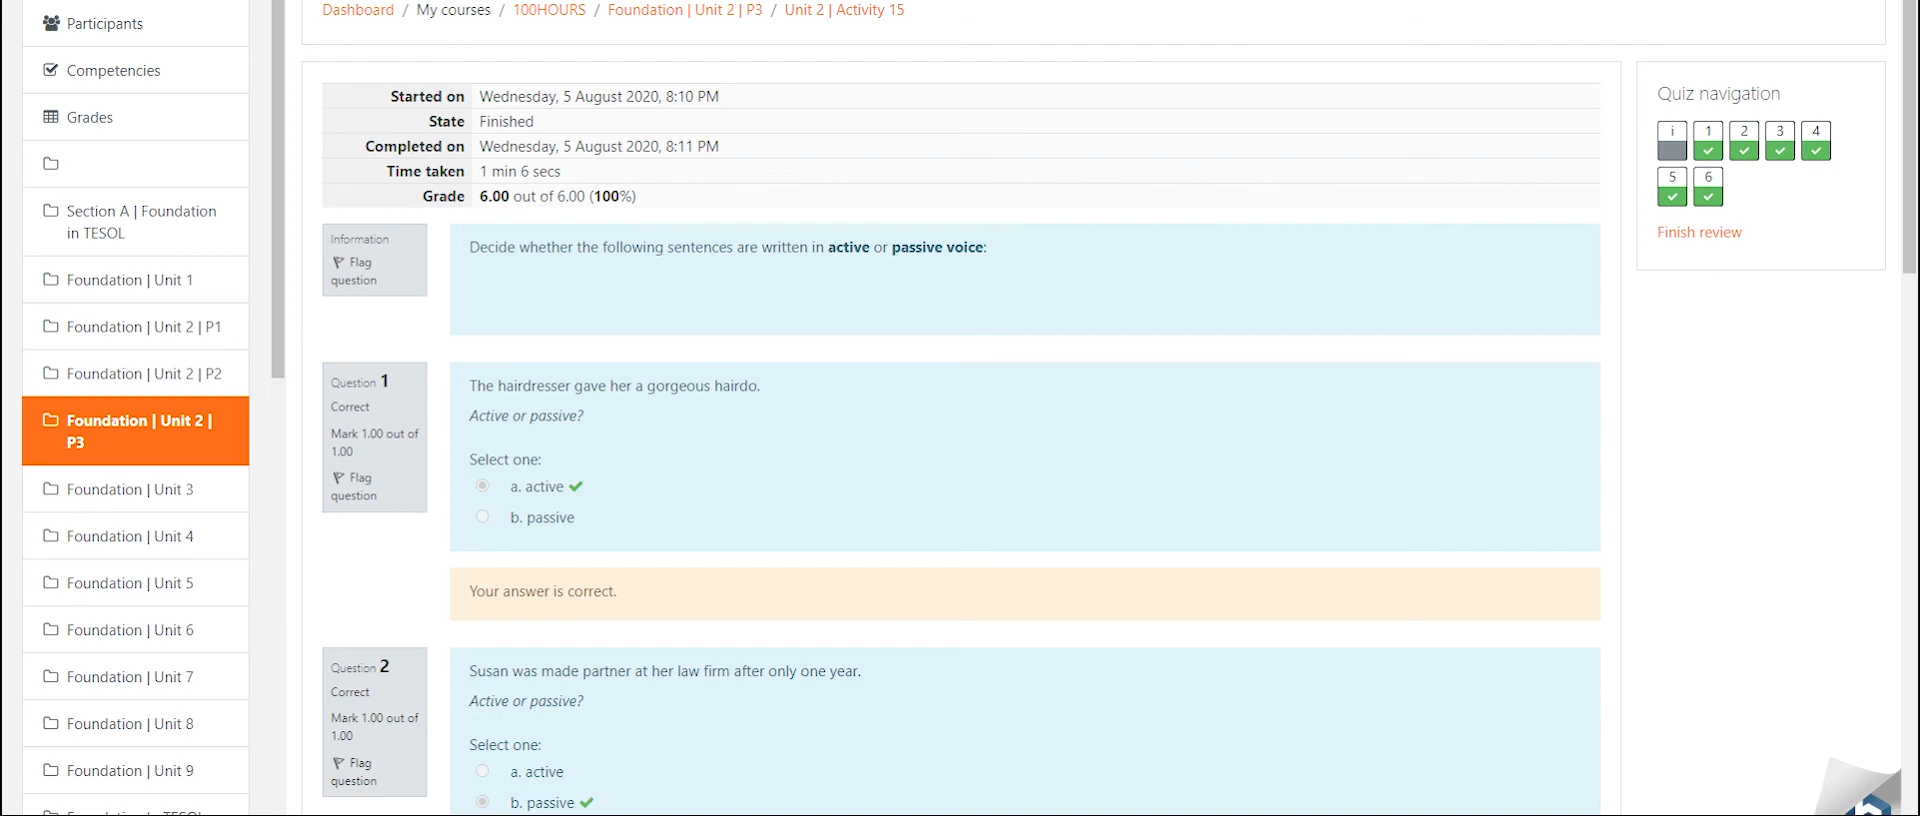 Dashboard / My courses / 100HOURS / Foundation | Unit 2 | P3 / Unit 2 | Activity 15
Participants
Competencies
Grades
Section A | Foundation
in TESOL
Foundation | Unit 1
Foundation | Unit 2 | P1
Foundation | Unit 2 | P2
Foundation | Unit 2 |
P3
Foundation | Unit 3
Foundation | Unit 4
Foundation | Unit 5
Foundation | Unit 6
Foundation | Unit 7
Foundation | Unit 8
Foundation | Unit 9
Started on Wednesday, 5 August 2020, 8:10 PM
State Finished
Completed on Wednesday, 5 August 2020, 8:11 PM
Time taken 1 min 6 secs
Grade 6.00 out of 6.00 (100%)
Information
Flag
question
Decide whether the following sentences are written in active or passive voice:
Question 1
Correct
Mark 1.00 out of
1.00
Flag
question
The hairdresser gave her a gorgeous hairdo.
Active or passive?
Select one:
a. active
b. passive
Your answer is correct.
Question 2
Correct
Mark 1.00 out of
1.00
Flag
question
Susan was made partner at her law firm after only one year.
Active or passive?
Select one:
a. active
b. passive
Quiz navigation
i 1 2 3 4
5 6
Finish review